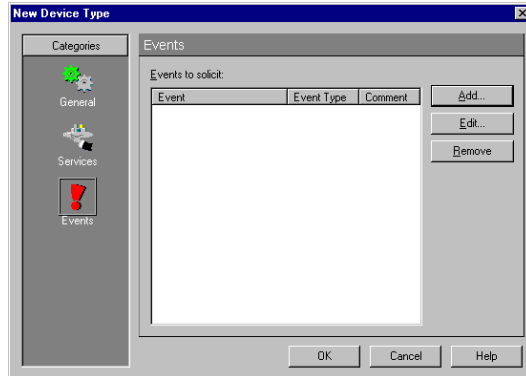 New Device Type
Categories
General
Services
Events
Events
Events to solicit:
Event Event Type Comment
Add...
Edit...
Remove
OK Cancel Help